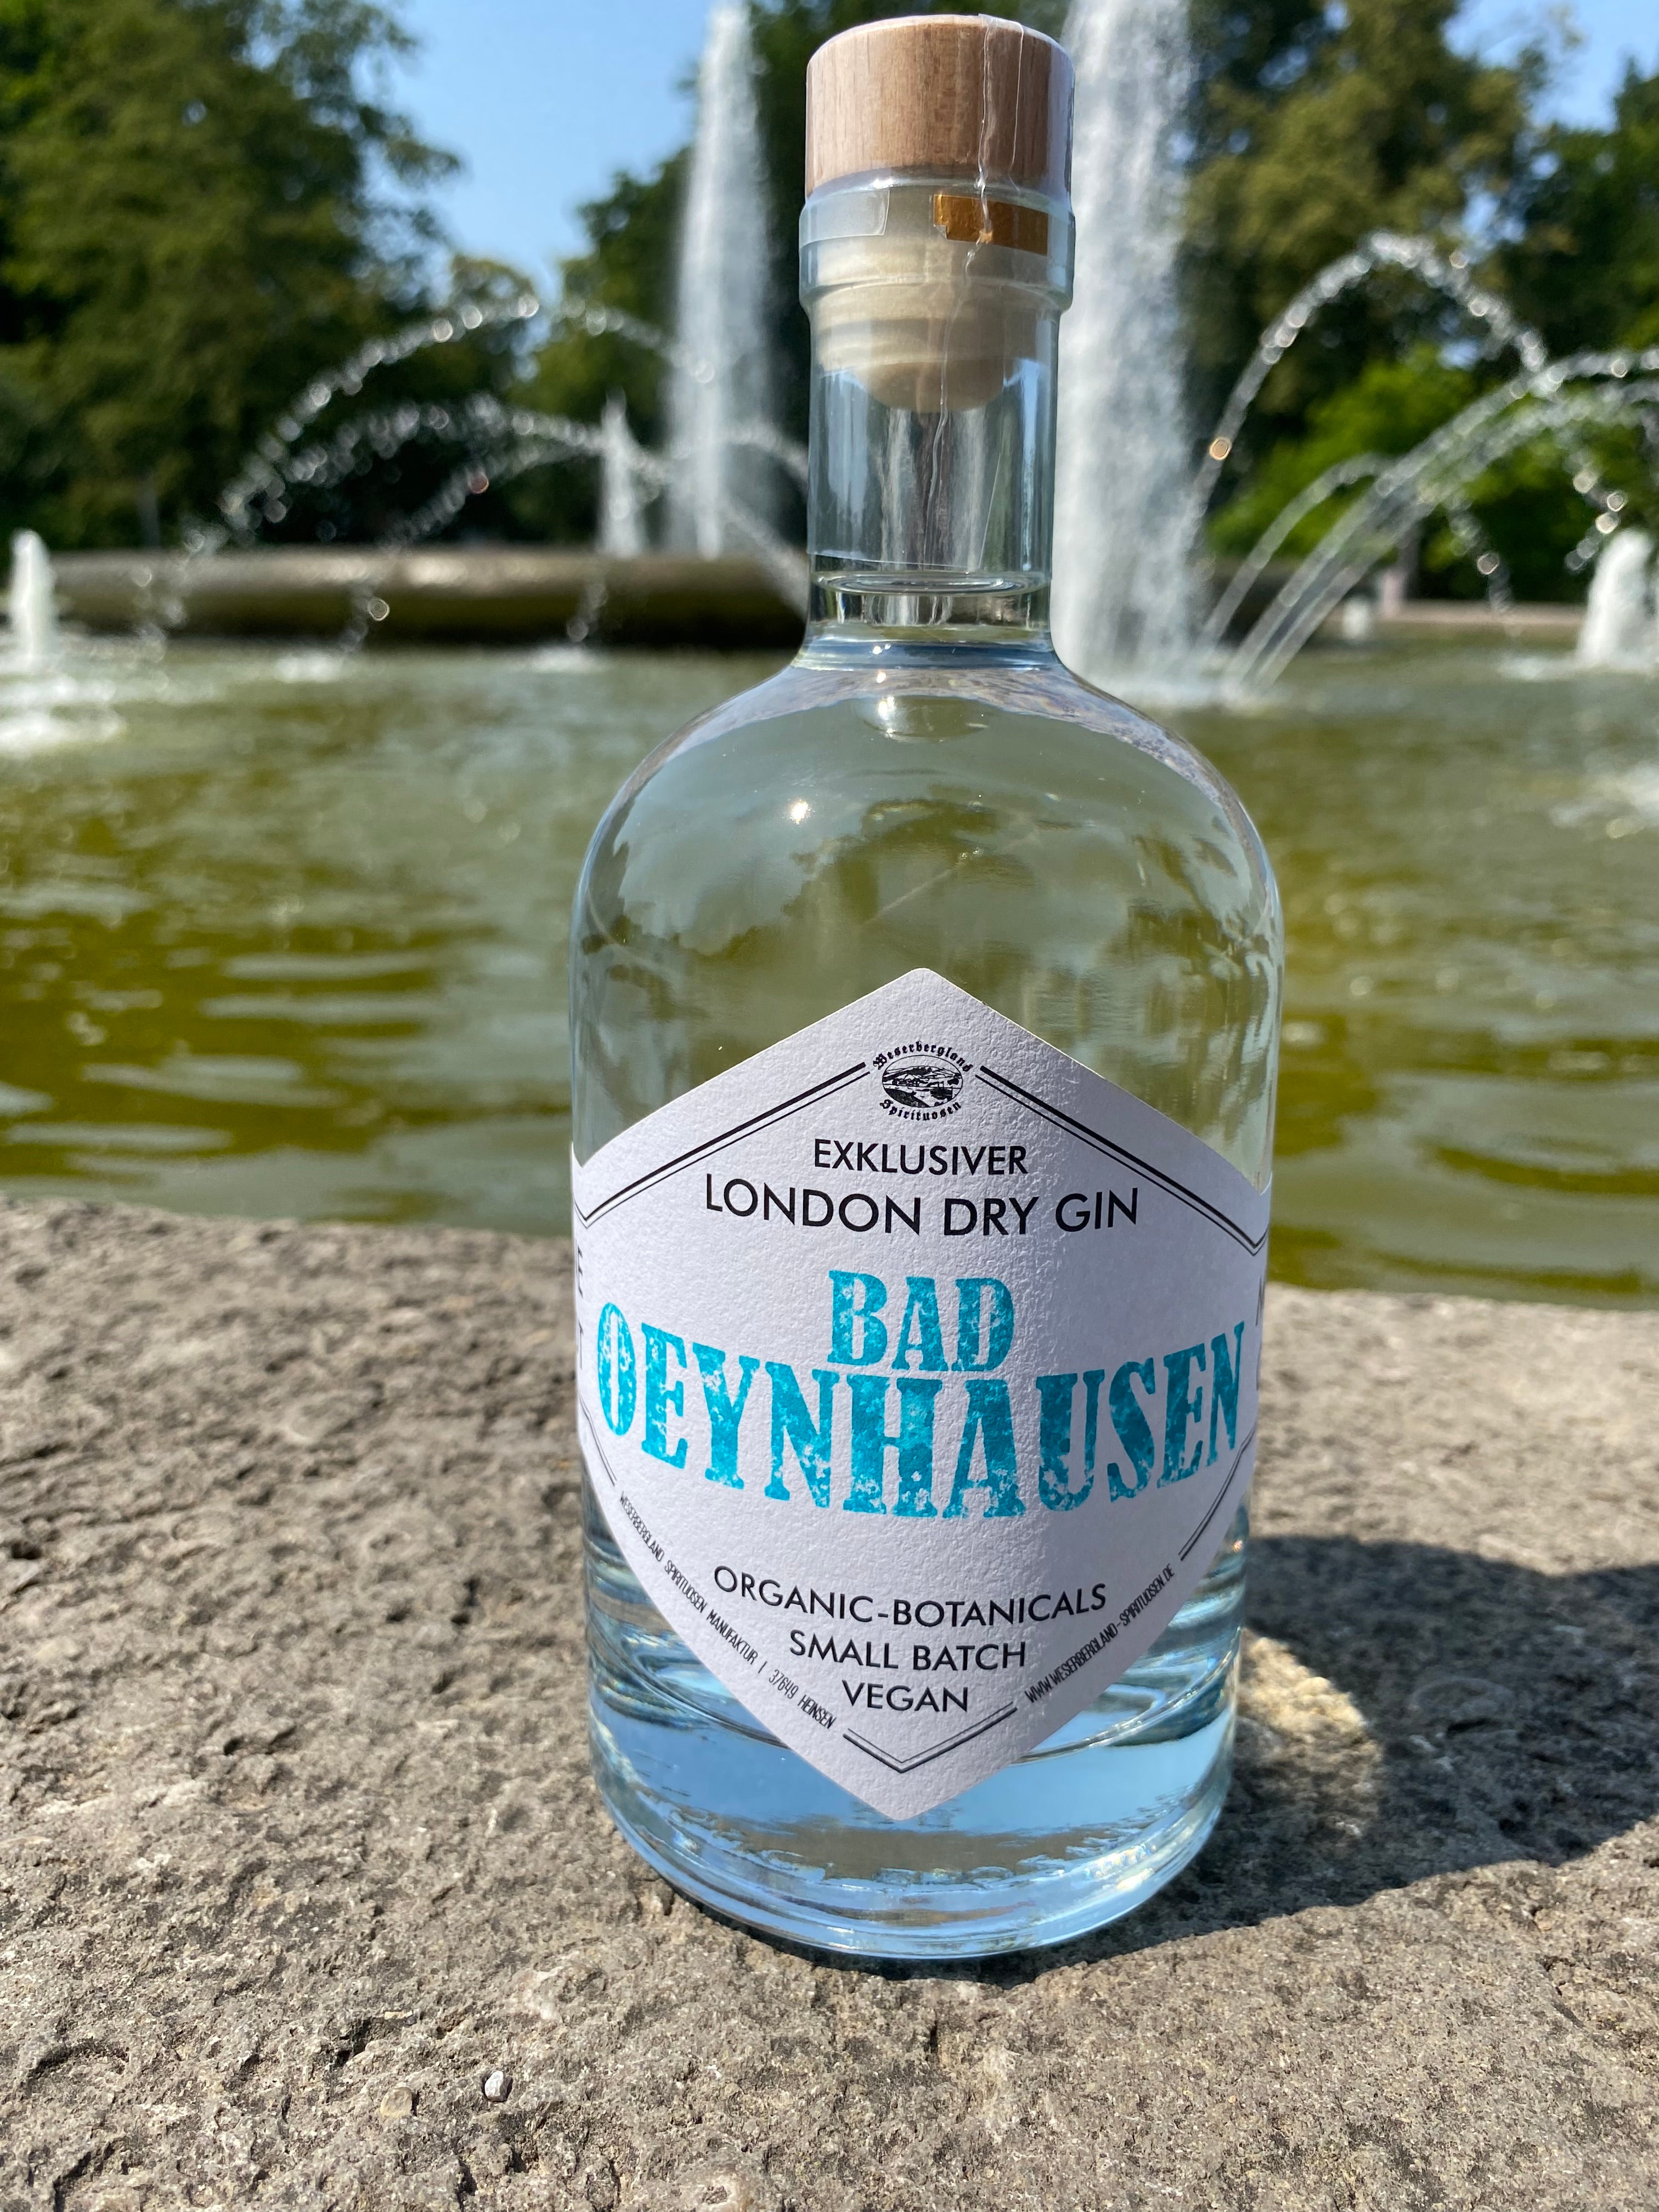 Weserbergland
Spirituosen
EXKLUSIVER
LONDON DRY GIN
BAD
OEYNHAUSEN
ORGANIC-BOTANICALS
SMALL BATCH
VEGAN
WESERBERGLAND SPIRITUOSEN MANUFAKTUR | 37649 HEINSEN
WWW.WESERBERGLAND-SPIRITUOSEN.DE